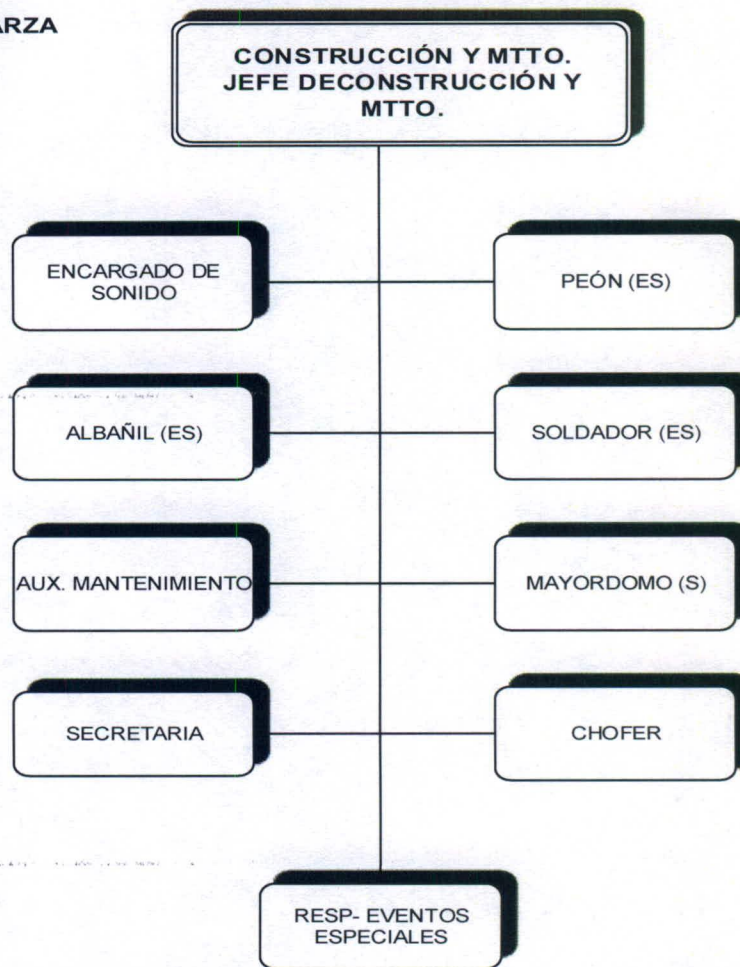 ARZA
CONSTRUCCIÓN Y MTTO.
JEFE DECONSTRUCCIÓN Y
MTTO.
ENCARGADO DE
SONIDO
PEÓN (ES)
ALBAÑIL (ES)
SOLDADOR (ES)
AUX. MANTENIMIENTO
MAYORDOMO (S)
SECRETARIA
CHOFER
RESP- EVENTOS
ESPECIALES